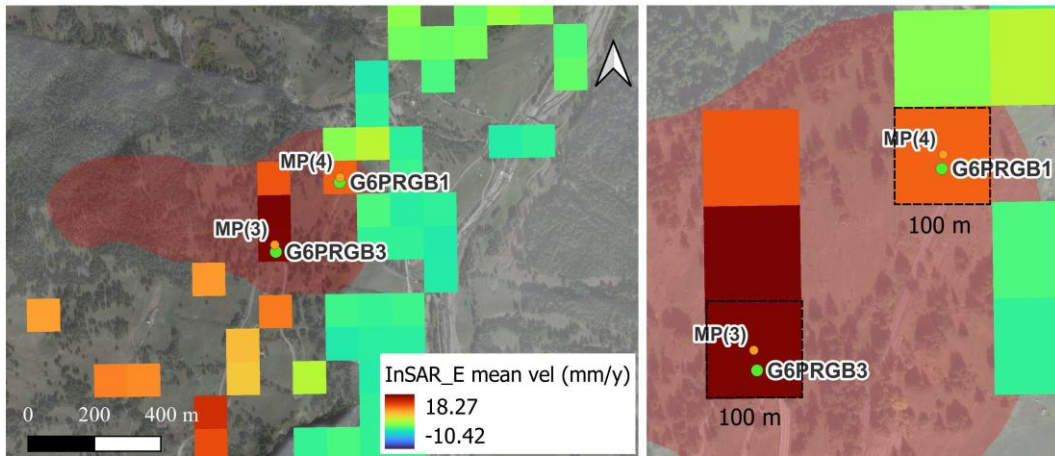 MP(4)
G6PRGB1
MP(3)
G6PRGB3
InSAR_E mean vel (mm/y)
18.27
-10.42
0 200 400 m
MP(4)
G6PRGB1
100 m
MP(3)
G6PRGB3
100 m